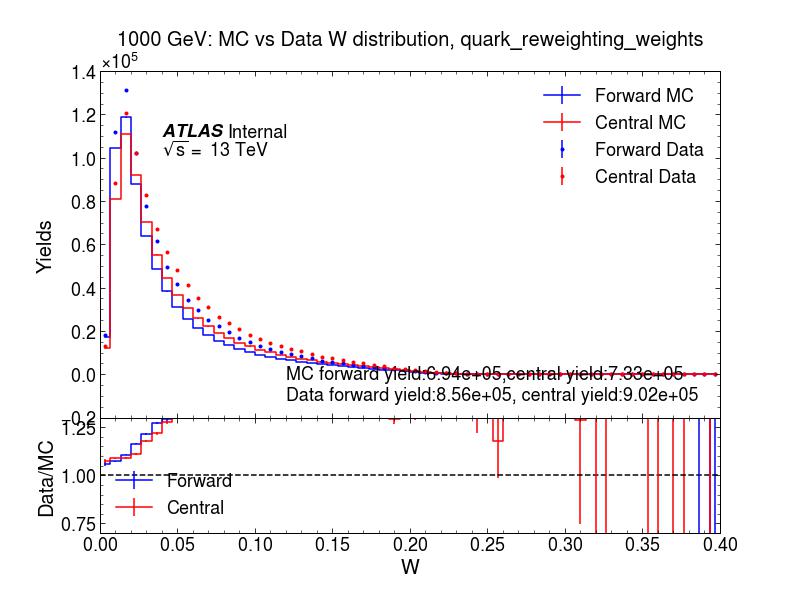 1000 GeV: MC vs Data W distribution, quark_reweighting_weights
×10⁵
1.4
1.2
1.0
0.8
0.6
0.4
0.2
0.0
0.2
Yields
ATLAS Internal
√s = 13 TeV
Forward MC
Central MC
Forward Data
Central Data
MC forward yield:6.94e+05,central yield:7.33e+05
Data forward yield:8.56e+05, central yield:9.02e+05
1.25
1.00
0.75
Data/MC
Forward
Central
0.00 0.05 0.10 0.15 0.20 0.25 0.30 0.35 0.40
W